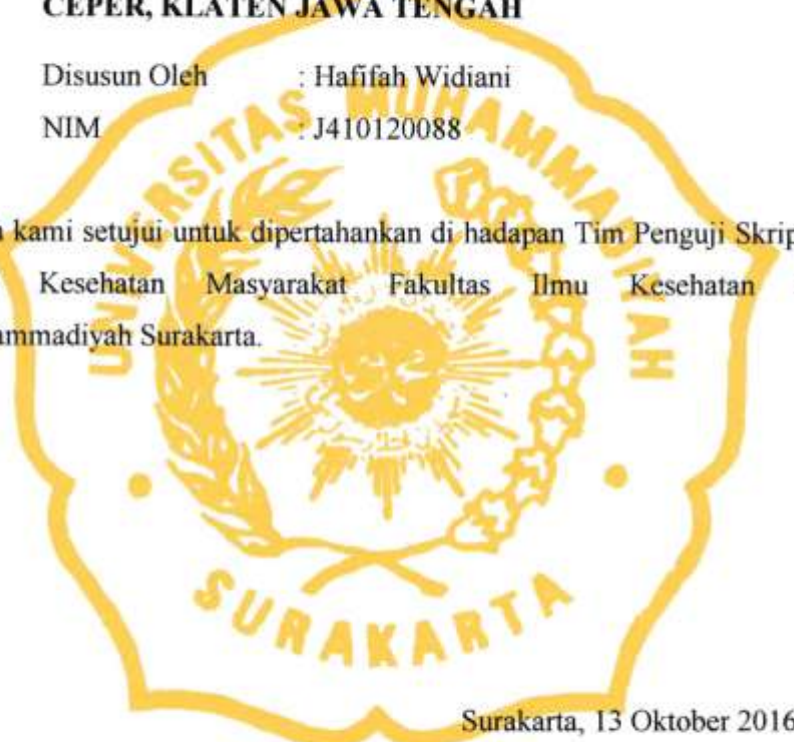 CEPER, KLATEN JAWA TENGAH
Disusun Oleh : Hafifah Widiani
NIM : J410120088
kami setujui untuk dipertahankan di hadapan Tim Penguji Skrip
Kesehatan Masyarakat Fakultas Ilmu Kesehatan
ammadiyah Surakarta.
UNIVERSITAS MUHAMMADIYAH
SURAKARTA
Surakarta, 13 Oktober 2016